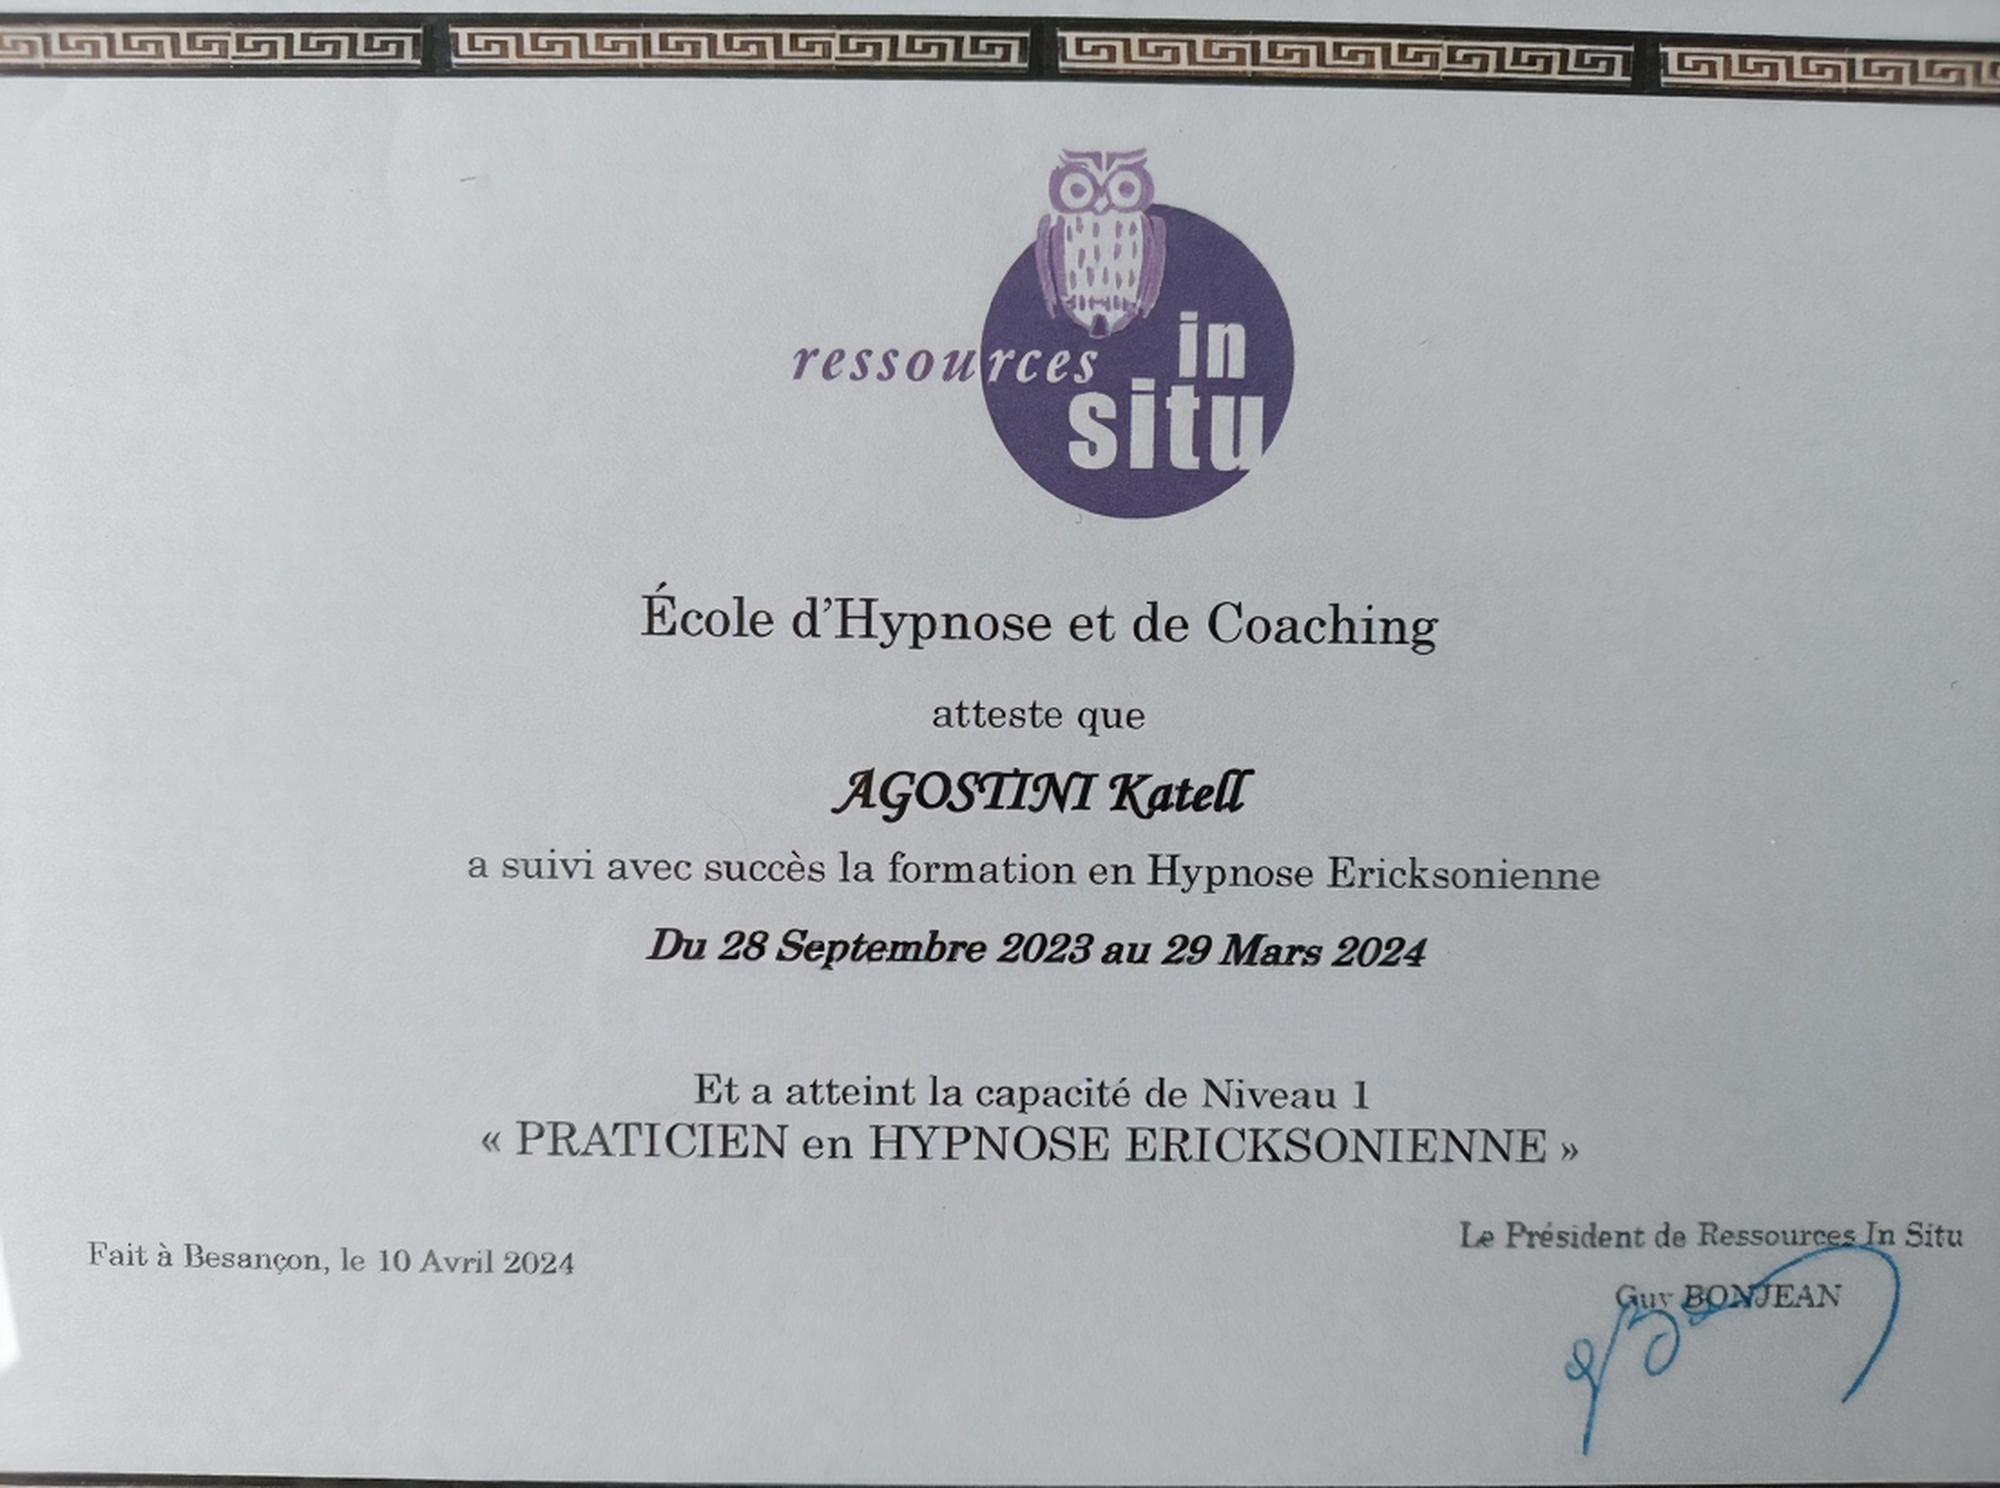 ressources
in
situ
École d'Hypnose et de Coaching
atteste que
AGOSTINI Katell
a suivi avec succès la formation en Hypnose Ericksonienne
Du 28 Septembre 2023 au 29 Mars 2024
Et a atteint la capacité de Niveau 1
« PRATICIEN en HYPNOSE ERICKSONIENNE »
Fait à Besançon, le 10 Avril 2024
Le Président de Ressources In Situ
Guy BONJEAN